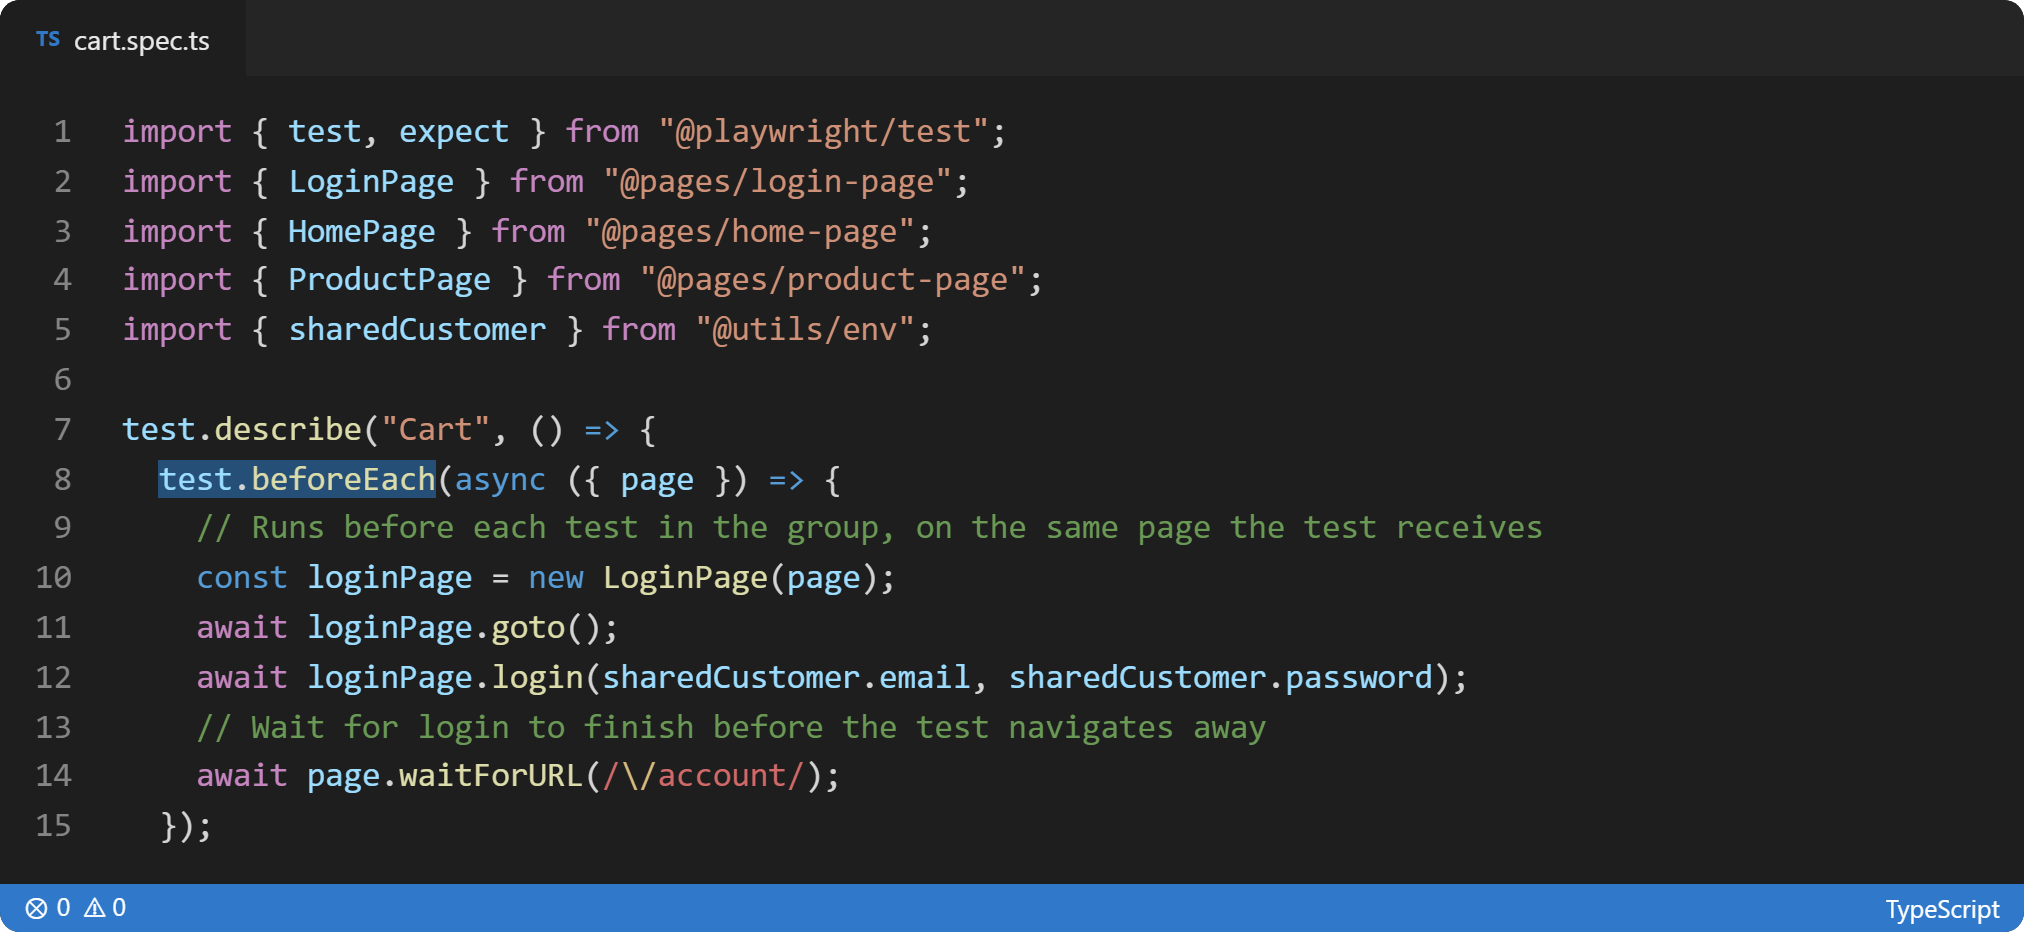 TS cart.spec.ts
1 import { test, expect } from "@playwright/test";
2 import { LoginPage } from "@pages/login-page";
3 import { HomePage } from "@pages/home-page";
4 import { ProductPage } from "@pages/product-page";
5 import { sharedCustomer } from "@utils/env";
6
7 test.describe("Cart", () => {
8   test.beforeEach(async ({ page }) => {
9     // Runs before each test in the group, on the same page the test receives
10     const loginPage = new LoginPage(page);
11     await loginPage.goto();
12     await loginPage.login(sharedCustomer.email, sharedCustomer.password);
13     // Wait for login to finish before the test navigates away
14     await page.waitForURL(/\/account/);
15   });
0 0 TypeScript